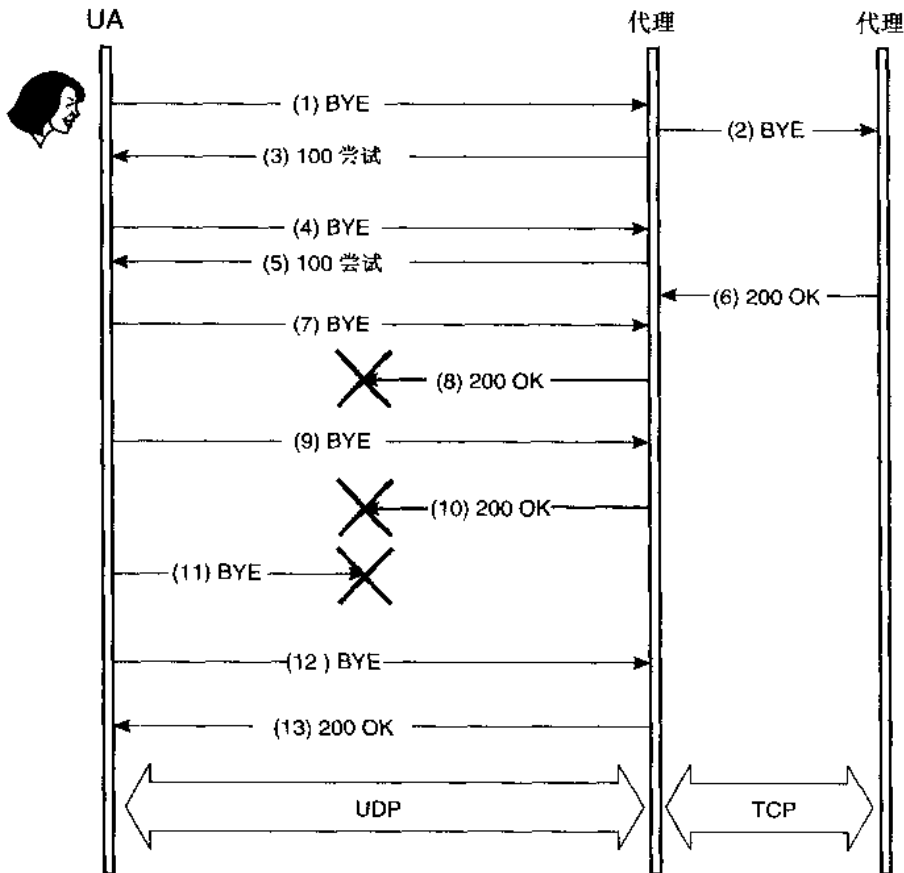 UA
代理
代理
(1) BYE
(2) BYE
(3) 100 尝试
(4) BYE
(5) 100 尝试
(6) 200 OK
(7) BYE
(8) 200 OK
(9) BYE
(10) 200 OK
(11) BYE
(12 ) BYE
(13) 200 OK
UDP
TCP